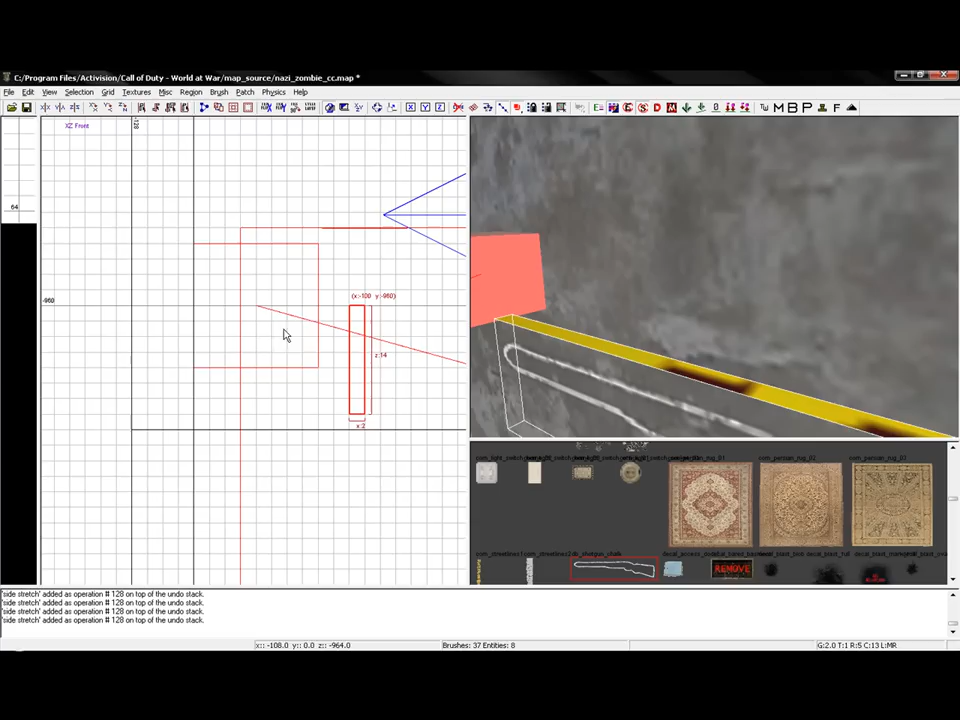 C:/Program Files/Activision/Call of Duty - World at War/map_source/nazi_zombie_cc.map *
File Edit View Selection Grid Textures Misc Region Brush Patch Physics Help
XZ Front
-128
64
-960
(x:-100 y:-960)
z:14
x:2
com_persian_rug_02
REMOVE
'side stretch' added as operation # 128 on top of the undo stack.
'side stretch' added as operation # 128 on top of the undo stack.
'side stretch' added as operation # 128 on top of the undo stack.
'side stretch' added as operation # 128 on top of the undo stack.
x:: -108.0 y:: 0.0 z:: -964.0
Brushes: 37 Entities: 8
G:2.0 T:1 R:5 C:13 L:MR